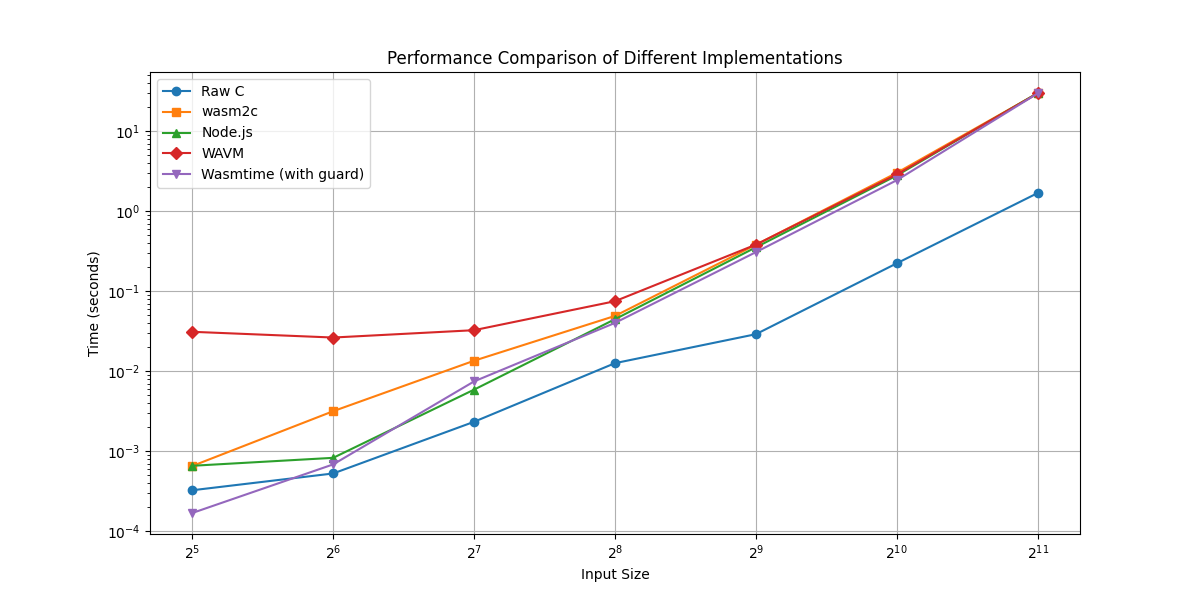 Performance Comparison of Different Implementations
Raw C
wasm2c
Node.js
WAVM
Wasmtime (with guard)
Time (seconds)
10¹
10⁰
10⁻¹
10⁻²
10⁻³
10⁻⁴
2⁵ 2⁶ 2⁷ 2⁸ 2⁹ 2¹⁰ 2¹¹
Input Size